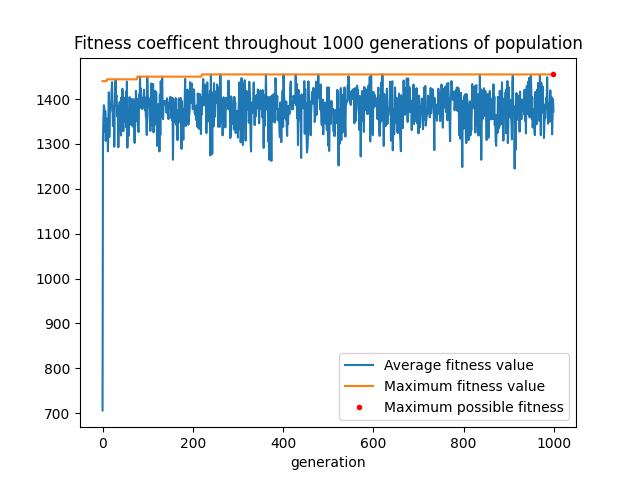 Fitness coefficent throughout 1000 generations of population
1400
1300
1200
1100
1000
900
800
700
Average fitness value
Maximum fitness value
Maximum possible fitness
0 200 400 600 800 1000
generation